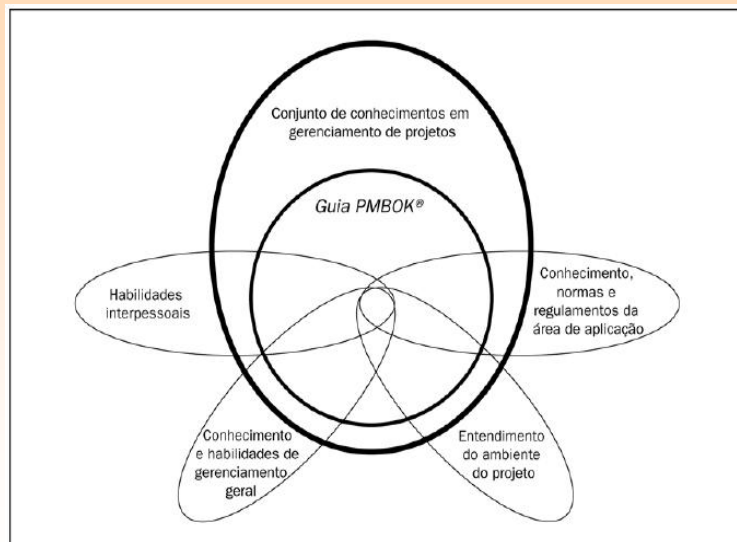 Conjunto de conhecimentos em
gerenciamento de projetos
Guia PMBOK®
Habilidades
interpessoais
Conhecimento,
normas e
regulamentos da
área de aplicação
Conhecimento
e habilidades de
gerenciamento
geral
Entendimento
do ambiente
do projeto